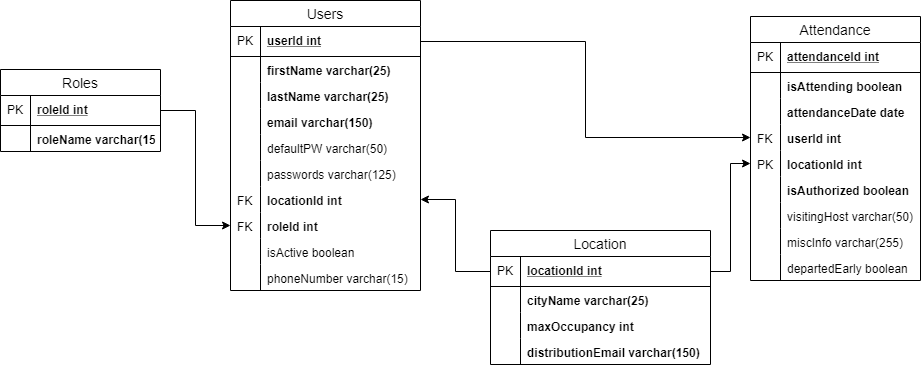 Roles
PK roleId int
roleName varchar(15
Users
PK userId int
firstName varchar(25)
lastName varchar(25)
email varchar(150)
defaultPW varchar(50)
passwords varchar(125)
FK locationId int
FK roleId int
isActive boolean
phoneNumber varchar(15)
Location
PK locationId int
cityName varchar(25)
maxOccupancy int
distributionEmail varchar(150)
Attendance
PK attendanceId int
isAttending boolean
attendanceDate date
FK userId int
PK locationId int
isAuthorized boolean
visitingHost varchar(50)
miscInfo varchar(255)
departedEarly boolean